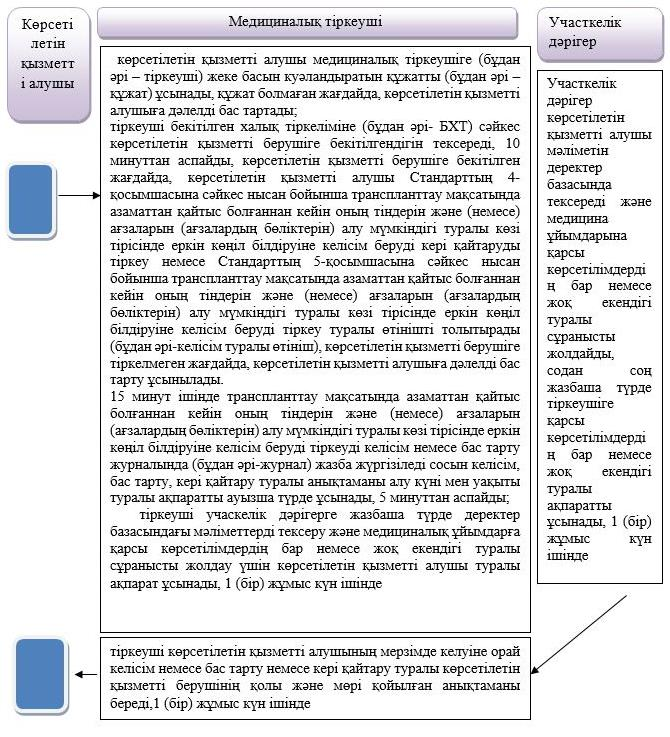 Көрсеті
летін
қызметт
і алушы
Медициналық тіркеуші
Участкелік
дәрігер
көрсетілетін қызметті алушы медициналық тіркеушіге (бұдан
әрі – тіркеуші) жеке басын куәландыратын құжатты (бұдан әрі –
құжат) ұсынады, құжат болмаған жағдайда, көрсетілетін қызметті
алушыға дәлелді бас тартады;
тіркеуші бекітілген халық тіркеліміне (бұдан әрі- БХТ) сәйкес
көрсетілетін қызметті берушіге бекітілгендігін тексереді, 10
минуттан аспайды, көрсетілетін қызметті берушіге бекітілген
жағдайда, көрсетілетін қызметті алушы Стандарттың 4-
қосымшасына сәйкес нысан бойынша транспланттау мақсатында
азаматтан қайтыс болғаннан кейін оның тіндерін және (немесе)
ағзаларын (ағзалардың бөліктерін) алу мүмкіндігі туралы көзі
тірісінде еркін көңіл білдіруіне келісім беруді кері қайтаруды
тіркеу немесе Стандарттың 5-қосымшасына сәйкес нысан
бойынша транспланттау мақсатында азаматтан қайтыс болғаннан
кейін оның тіндерін және (немесе) ағзаларын (ағзалардың
бөліктерін) алу мүмкіндігі туралы көзі тірісінде еркін көңіл
білдіруіне келісім беруді тіркеу туралы өтінішті толытырады
(бұдан әрі-келісім туралы өтініш), көрсетілетін қызметті берушіге
тіркелмеген жағдайда, көрсетілетін қызметті алушыға дәлелді бас
тарту ұсынылады.
15 минут ішінде транспланттау мақсатында азаматтан қайтыс
болғаннан кейін оның тіндерін және (немесе) ағзаларын
(ағзалардың бөліктерін) алу мүмкіндігі туралы көзі тірісінде еркін
көңіл білдіруіне келісім беруді тіркеуді келісім немесе бас тарту
журналында (бұдан әрі-журнал) жазба жүргізіледі сосын келісім,
бас тарту, кері қайтару туралы анықтаманы алу күні мен уақыты
туралы ақпаратты ауызша түрде ұсынады, 5 минуттан аспайды;
тіркеуші учаскелік дәрігерге жазбаша түрде деректер
базасындағы мәліметтерді тексеру және медициналық ұйымдарға
қарсы көрсетілімдердің бар немесе жоқ екендігі туралы
сұранысты жолдау үшін көрсетілетін қызметті алушы туралы
ақпарат ұсынады, 1 (бір) жұмыс күн ішінде
Участкелік
дәрігер
көрсетілетін
қызметті алушы
мәліметін
деректер
базасында
тексереді және
медицина
ұйымдарына
қарсы
көрсетілімдерді
ң бар немесе
жоқ екендігі
туралы
сұранысты
жолдайды,
содан соң
жазбаша түрде
тіркеушіге
қарсы
көрсетілімдерді
ң бар немесе
жоқ екендігі
туралы
ақпаратты
ұсынады, 1 (бір)
жұмыс күн
ішінде
тіркеуші көрсетілетін қызметті алушының мерзімде келуіне орай
келісім немесе бас тарту немесе кері қайтару туралы көрсетілетін
қызметті берушінің қолы және мөрі қойылған анықтаманы
береді,1 (бір) жұмыс күн ішінде